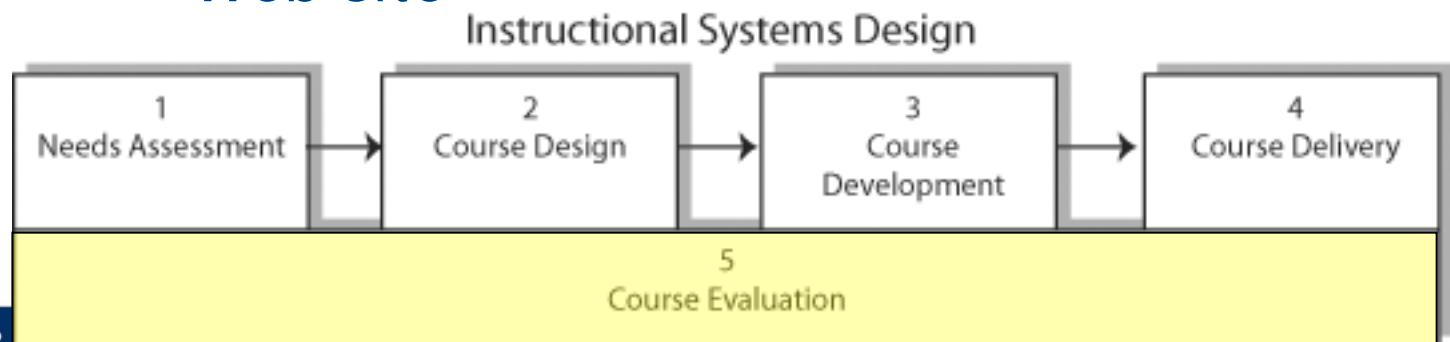 Instructional Systems Design
1
Needs Assessment
2
Course Design
3
Course
Development
4
Course Delivery
5
Course Evaluation